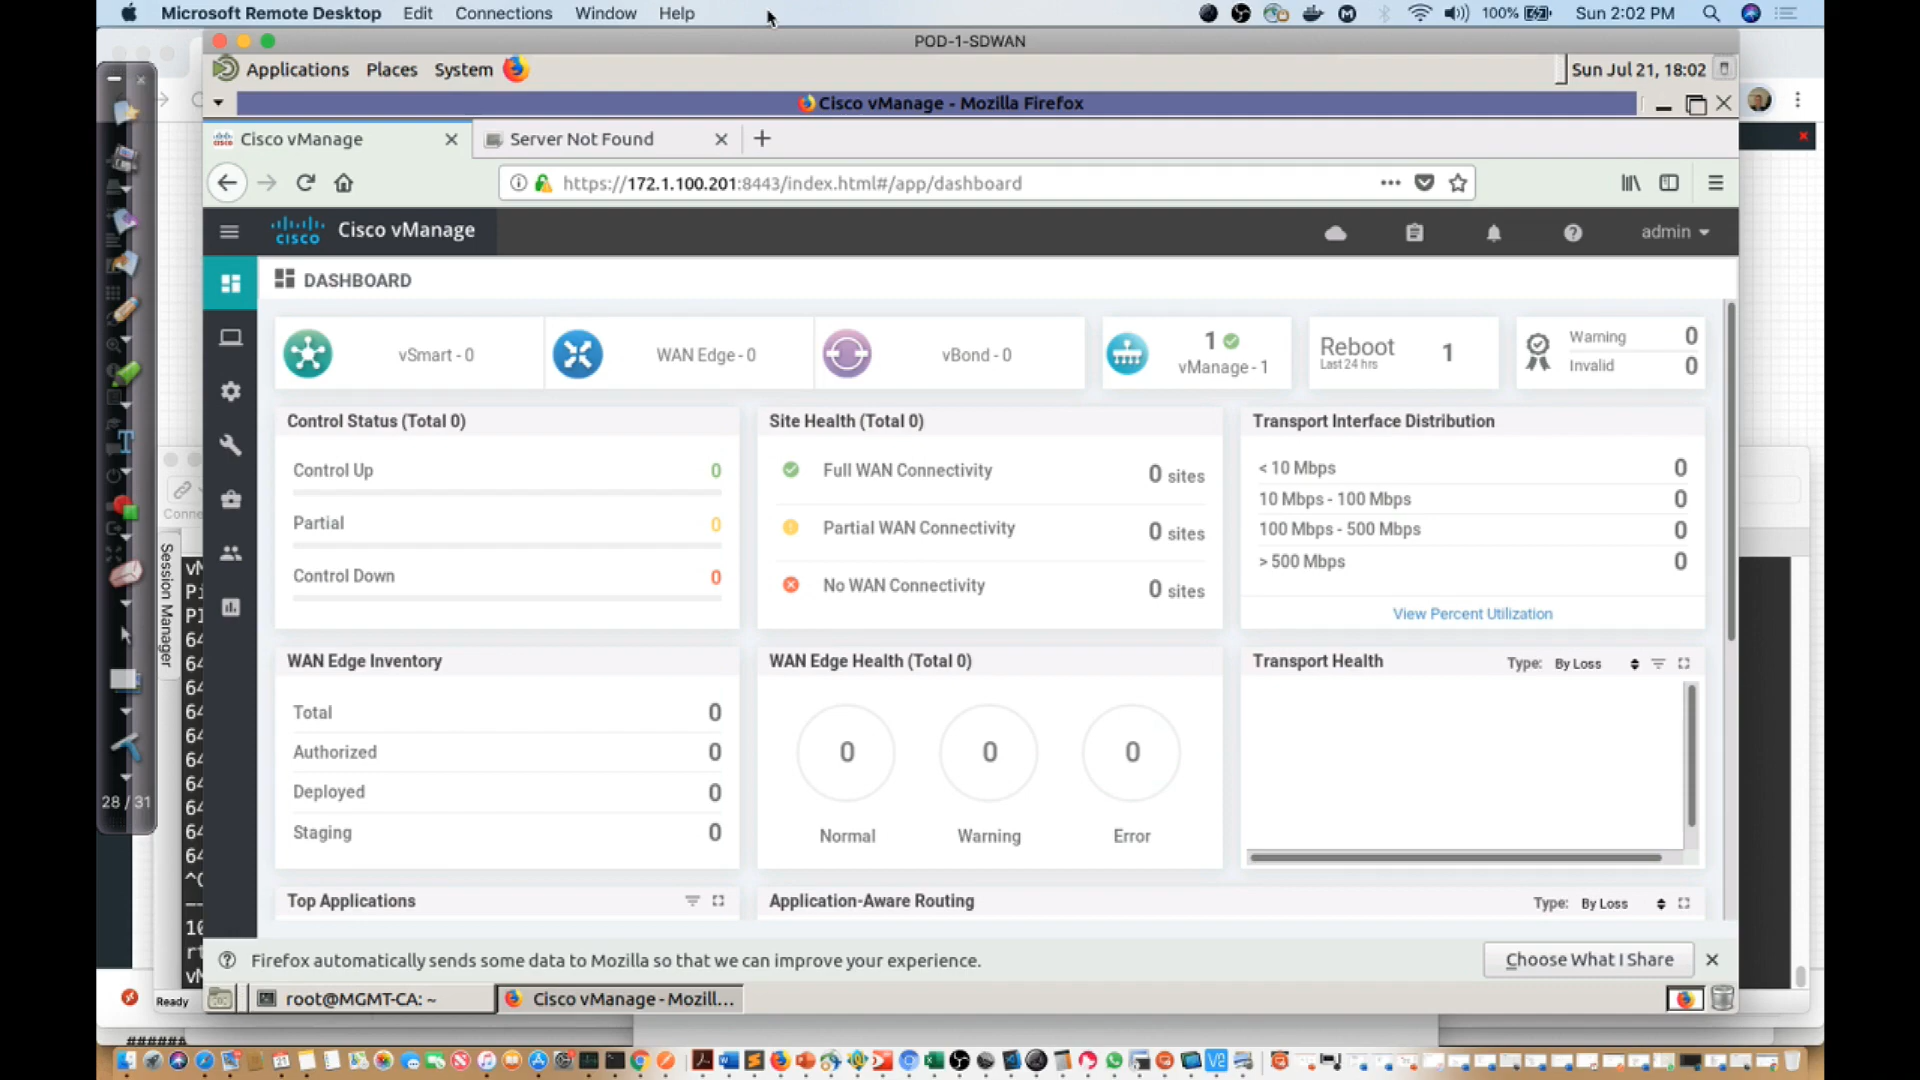 Microsoft Remote Desktop Edit Connections Window Help 100% Sun 2:02 PM
POD-1-SDWAN
Applications Places System Sun Jul 21, 18:02
Cisco vManage - Mozilla Firefox
Cisco vManage Server Not Found
https://172.1.100.201:8443/index.html#/app/dashboard
CISCO Cisco vManage admin
DASHBOARD
vSmart - 0 WAN Edge - 0 vBond - 0 1 vManage - 1 Reboot Last 24 hrs 1 Warning 0 Invalid 0
Control Status (Total 0)
Control Up 0
Partial 0
Control Down 0
Site Health (Total 0)
Full WAN Connectivity 0 sites
Partial WAN Connectivity 0 sites
No WAN Connectivity 0 sites
Transport Interface Distribution
< 10 Mbps 0
10 Mbps - 100 Mbps 0
100 Mbps - 500 Mbps 0
> 500 Mbps 0
View Percent Utilization
WAN Edge Inventory
Total 0
Authorized 0
Deployed 0
Staging 0
WAN Edge Health (Total 0)
0 0 0
Normal Warning Error
Transport Health Type: By Loss
Top Applications
Application-Aware Routing Type: By Loss
Firefox automatically sends some data to Mozilla so that we can improve your experience. Choose What I Share
root@MGMT-CA: ~ Cisco vManage - Mozill...
28 / 31
Session Manager
Ready
######